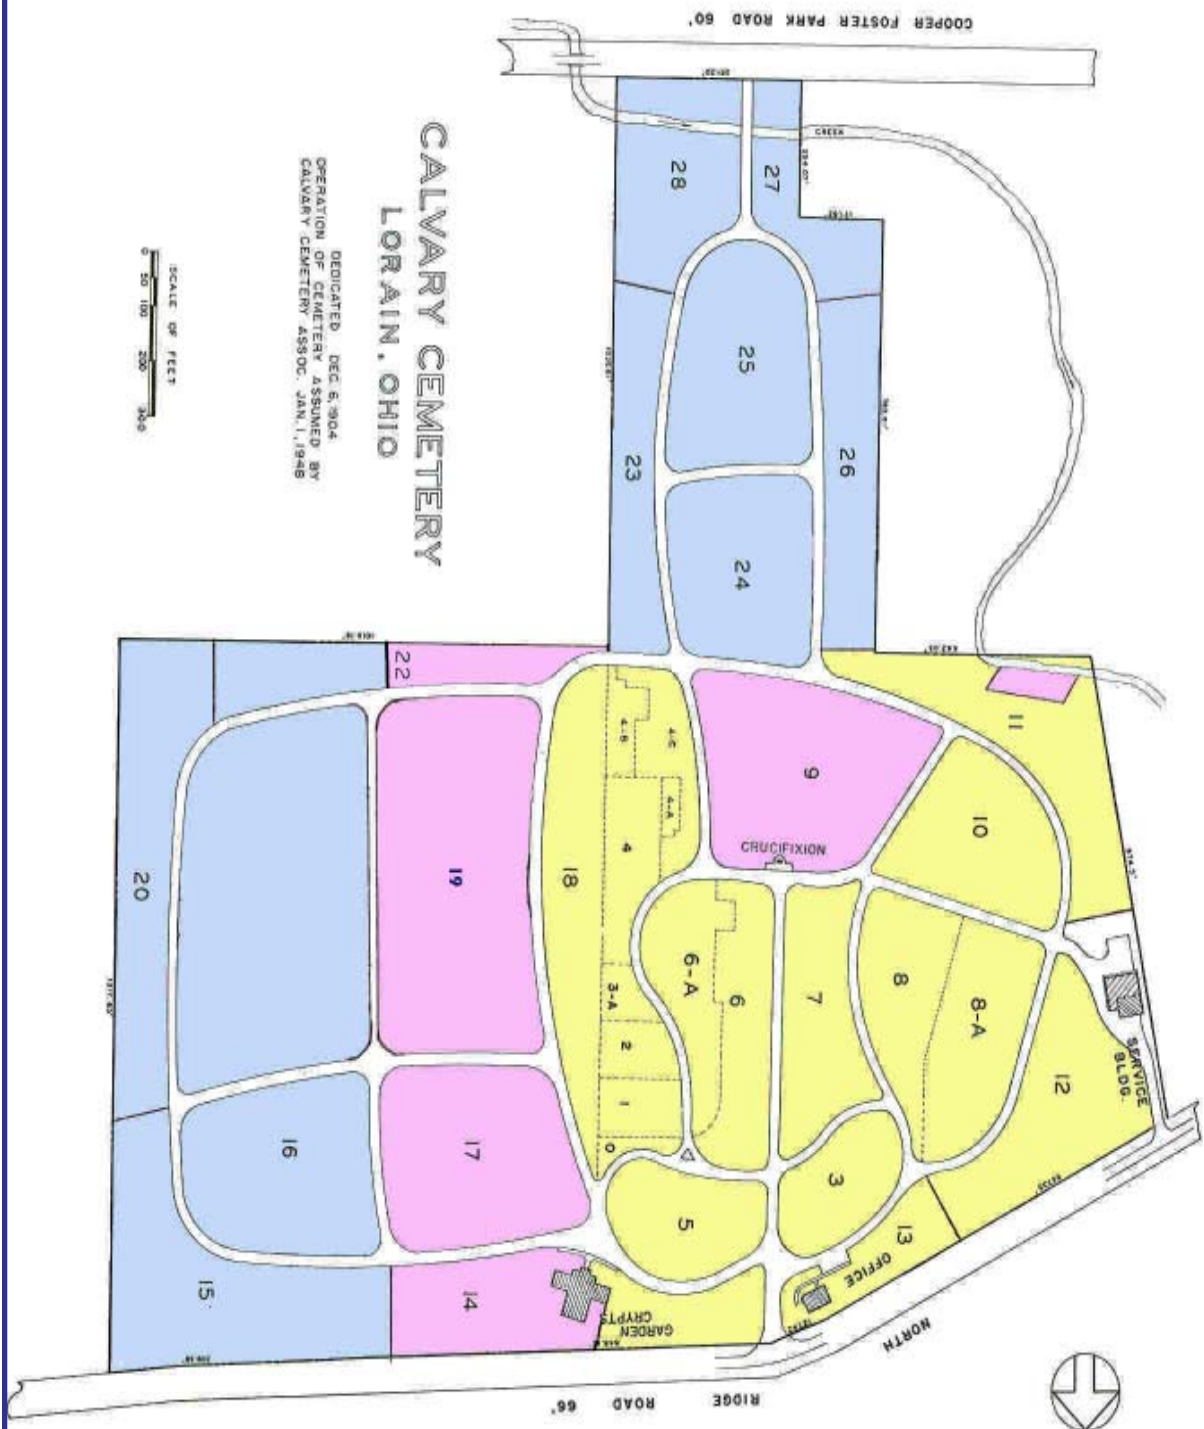 COOPER FOSTER PARK ROAD 60'
CALVARY CEMETERY
LORAIN, OHIO
DEDICATED DEC. 6, 1904
OPERATION OF CEMETERY ASSUMED BY
CALVARY CEMETERY ASSOC. JAN. 1, 1948
SCALE OF FEET
0 50 100 200 300
CREEK
28
27
25
26
23
24
22
11
9
10
CRUCIFIXION
4-B
4-C
4-A
4
18
19
20
6-A
6
7
8
8-A
12
SERVICE
BLDG.
3-A
2
1
0
3
5
13
OFFICE
16
17
15
14
GARDEN
CRYPTS
NORTH
RIDGE ROAD 66'